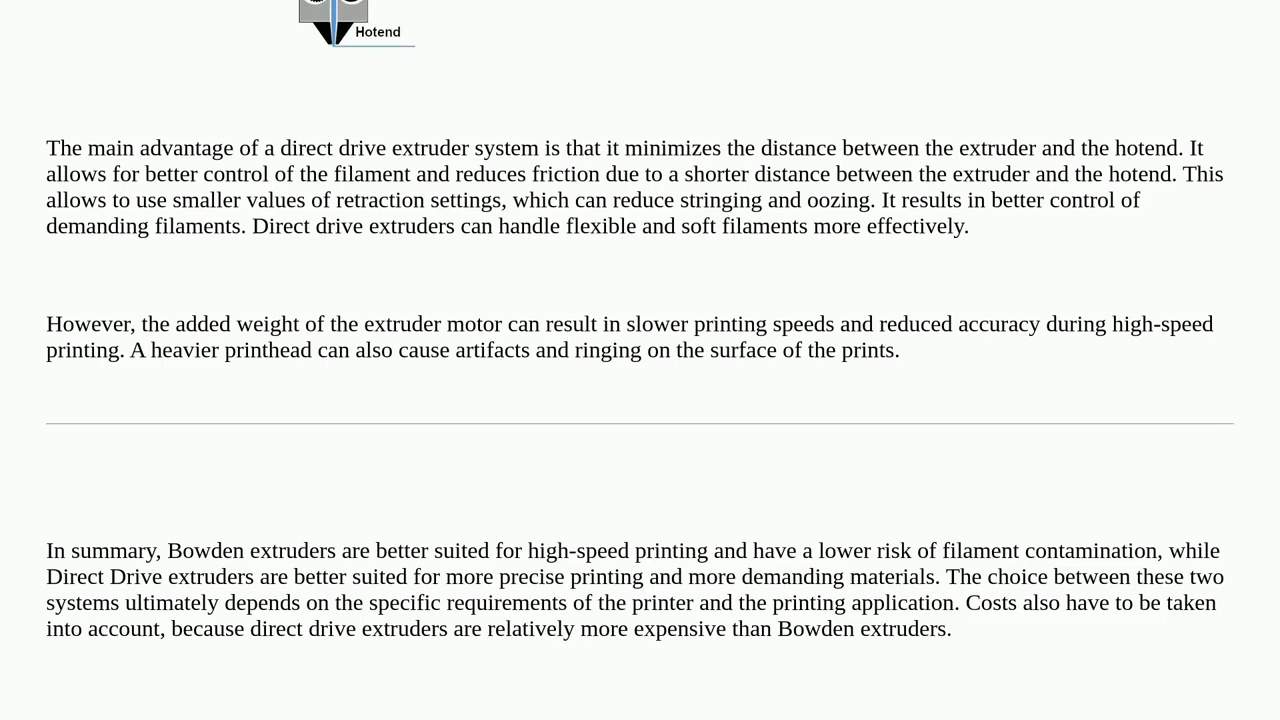 Hotend
The main advantage of a direct drive extruder system is that it minimizes the distance between the extruder and the hotend. It
allows for better control of the filament and reduces friction due to a shorter distance between the extruder and the hotend. This
allows to use smaller values of retraction settings, which can reduce stringing and oozing. It results in better control of
demanding filaments. Direct drive extruders can handle flexible and soft filaments more effectively.
However, the added weight of the extruder motor can result in slower printing speeds and reduced accuracy during high-speed
printing. A heavier printhead can also cause artifacts and ringing on the surface of the prints.
In summary, Bowden extruders are better suited for high-speed printing and have a lower risk of filament contamination, while
Direct Drive extruders are better suited for more precise printing and more demanding materials. The choice between these two
systems ultimately depends on the specific requirements of the printer and the printing application. Costs also have to be taken
into account, because direct drive extruders are relatively more expensive than Bowden extruders.